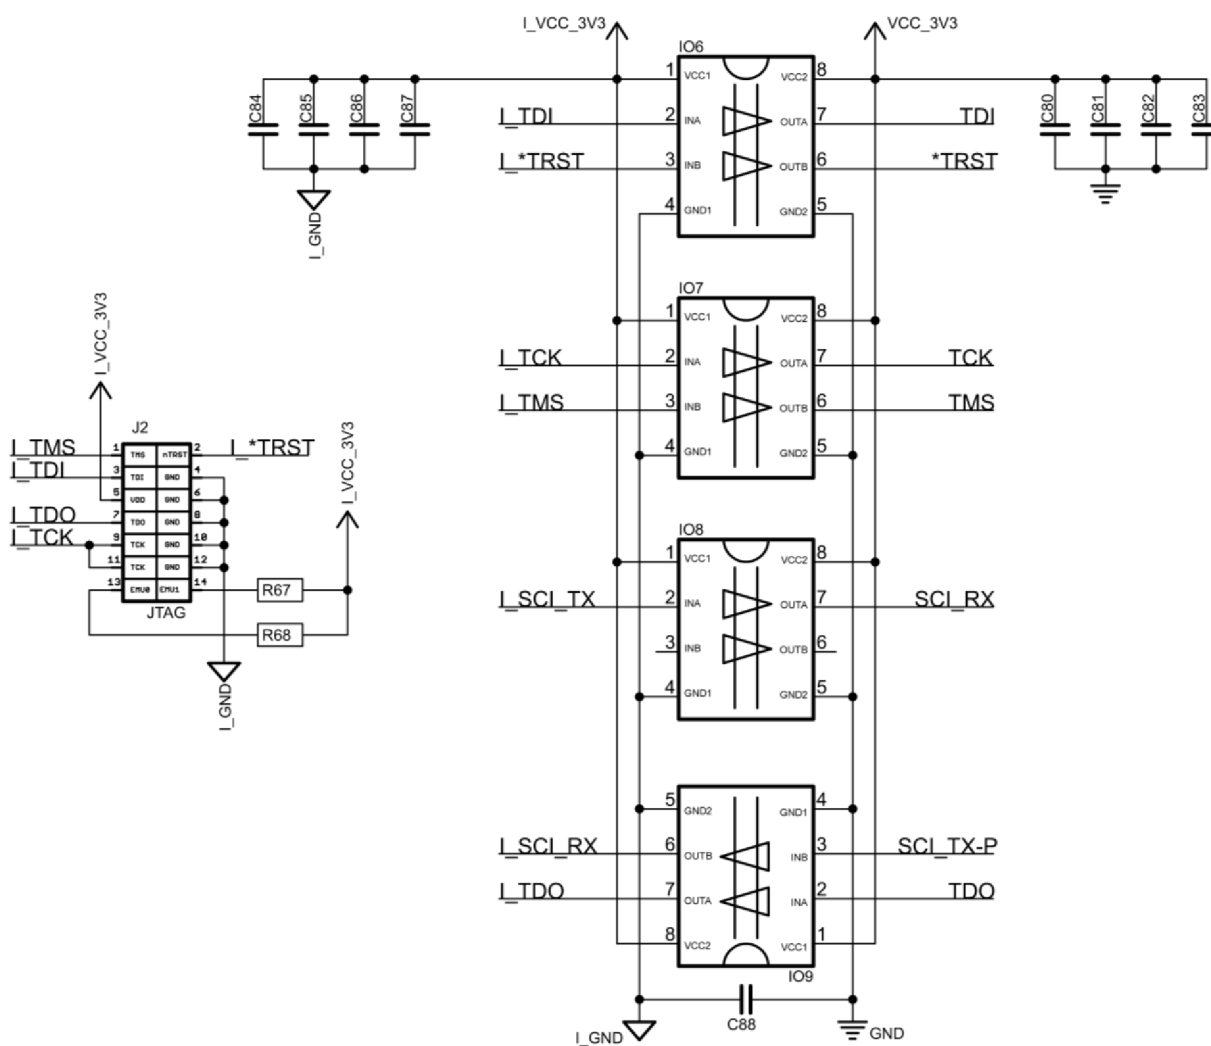 I_VCC_3V3
VCC_3V3
IO6
1 VCC1 VCC2 8
C84 C85 C86 C87
C80 C81 C82 C83
I_TDI 2 INA OUTA 7 TDI
I_*TRST 3 INB OUTB 6 *TRST
4 GND1 GND2 5
I_GND
IO7
1 VCC1 VCC2 8
I_TCK 2 INA OUTA 7 TCK
I_TMS 3 INB OUTB 6 TMS
4 GND1 GND2 5
I_VCC_3V3
J2
I_TMS 1 TMS nTRST 2 I_*TRST
I_TDI 3 TDI GND 4
5 VDD GND 6
I_TDO 7 TDO GND 8
I_TCK 9 TCK GND 10
11 TCK GND 12
13 EMU0 EMU1 14 R67
JTAG
R68
I_VCC_3V3
I_GND
IO8
1 VCC1 VCC2 8
I_SCI_TX 2 INA OUTA 7 SCI_RX
3 INB OUTB 6
4 GND1 GND2 5
5 GND2 GND1 4
I_SCI_RX 6 OUTB INB 3 SCI_TX-P
I_TDO 7 OUTA INA 2 TDO
8 VCC2 VCC1 1
IO9
C88
I_GND
GND